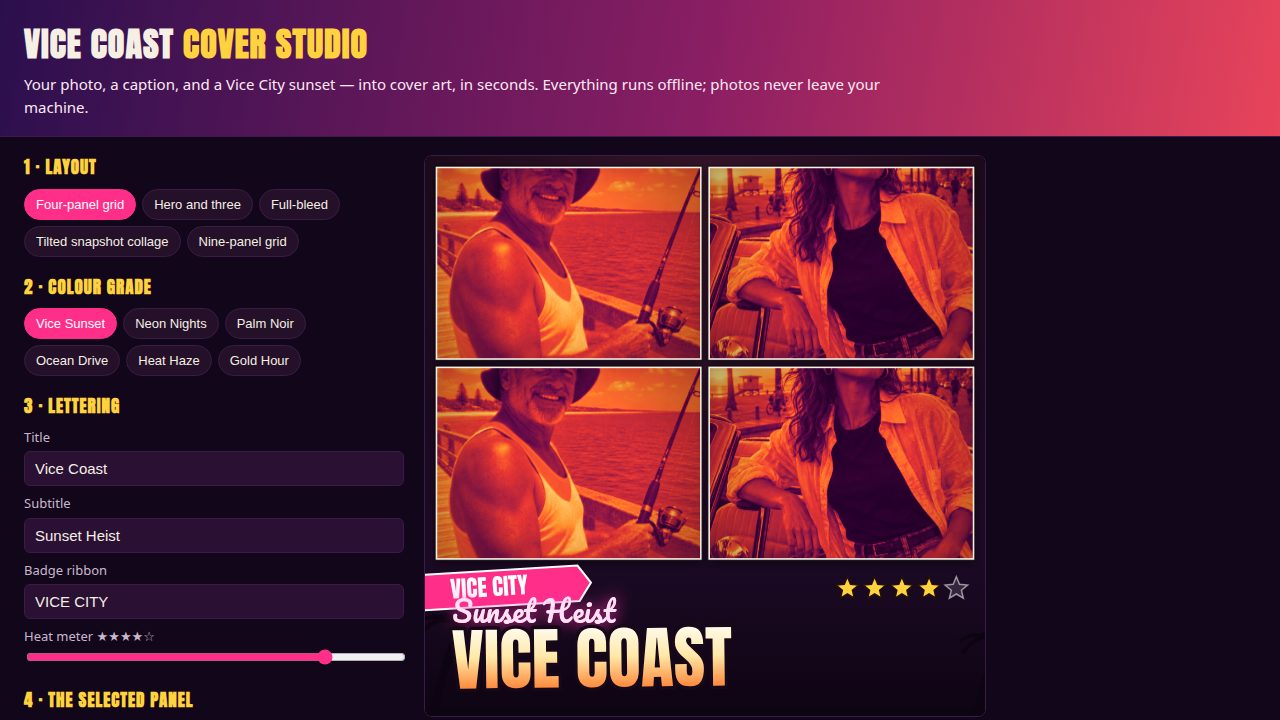 VICE COAST COVER STUDIO
Your photo, a caption, and a Vice City sunset — into cover art, in seconds. Everything runs offline; photos never leave your
machine.
1 · LAYOUT
Four-panel grid
Hero and three
Full-bleed
Tilted snapshot collage
Nine-panel grid
2 · COLOUR GRADE
Vice Sunset
Neon Nights
Palm Noir
Ocean Drive
Heat Haze
Gold Hour
3 · LETTERING
Title
Vice Coast
Subtitle
Sunset Heist
Badge ribbon
VICE CITY
Heat meter ★★★★☆
4 · THE SELECTED PANEL
VICE CITY
Sunset Heist
VICE COAST